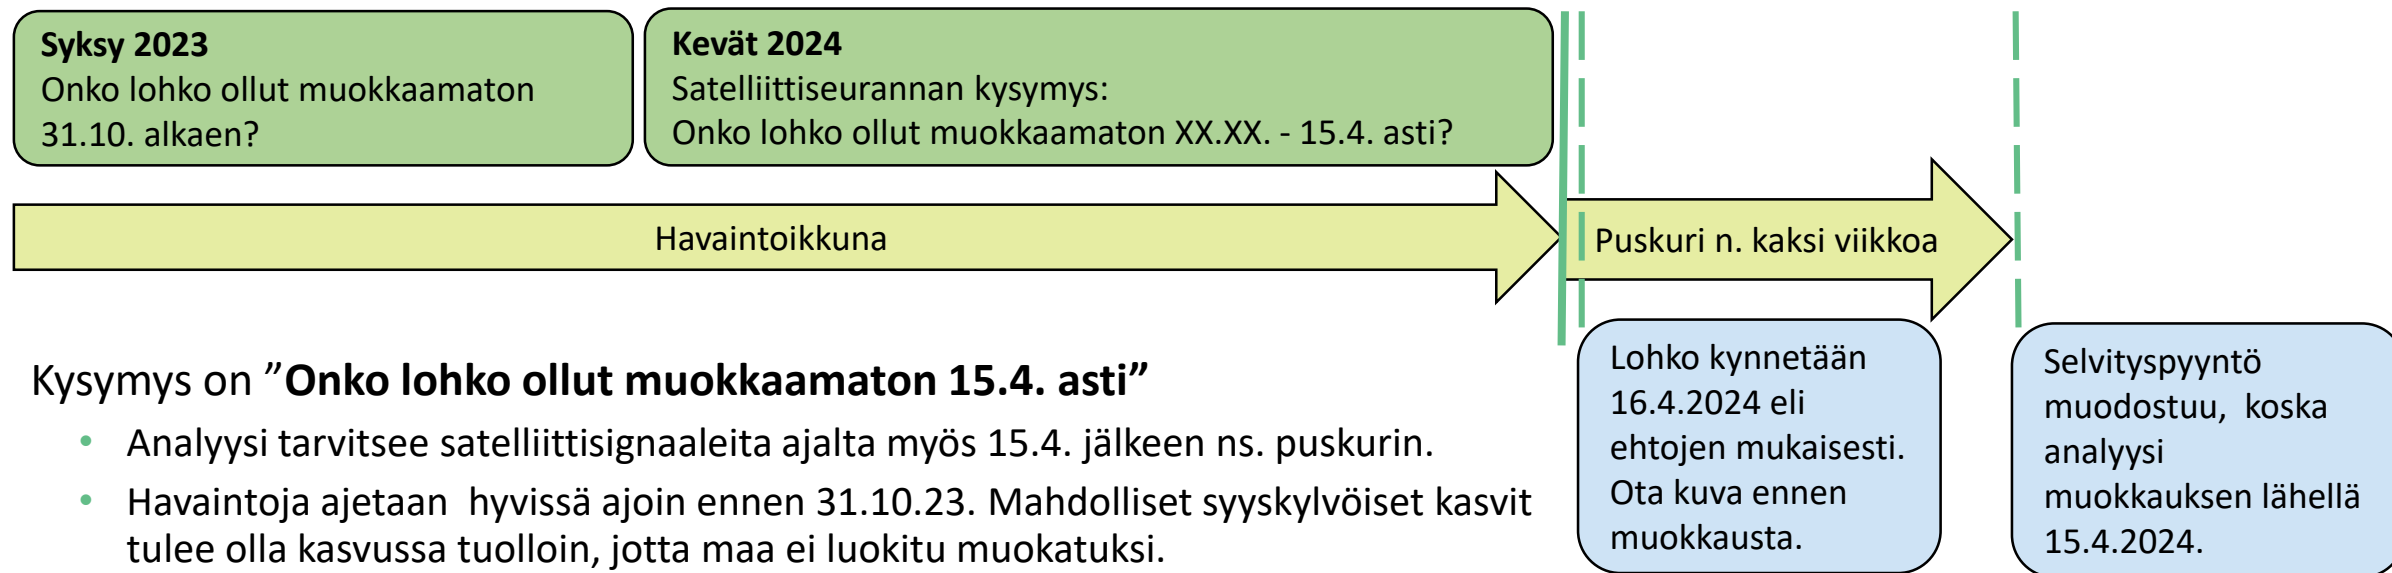 Syksy 2023
Onko lohko ollut muokkaamaton
31.10. alkaen?
Kevät 2024
Satelliittiseurannan kysymys:
Onko lohko ollut muokkaamaton XX.XX. - 15.4. asti?
Havaintoikkuna
Puskuri n. kaksi viikkoa
Kysymys on ”Onko lohko ollut muokkaamaton 15.4. asti”
• Analyysi tarvitsee satelliittisignaaleita ajalta myös 15.4. jälkeen ns. puskurin.
• Havaintoja ajetaan hyvissä ajoin ennen 31.10.23. Mahdolliset syyskylvöiset kasvit
tulee olla kasvussa tuolloin, jotta maa ei luokitu muokatuksi.
Lohko kynnetään
16.4.2024 eli
ehtojen mukaisesti.
Ota kuva ennen
muokkausta.
Selvityspyyntö
muodostuu, koska
analyysi
muokkauksen lähellä
15.4.2024.